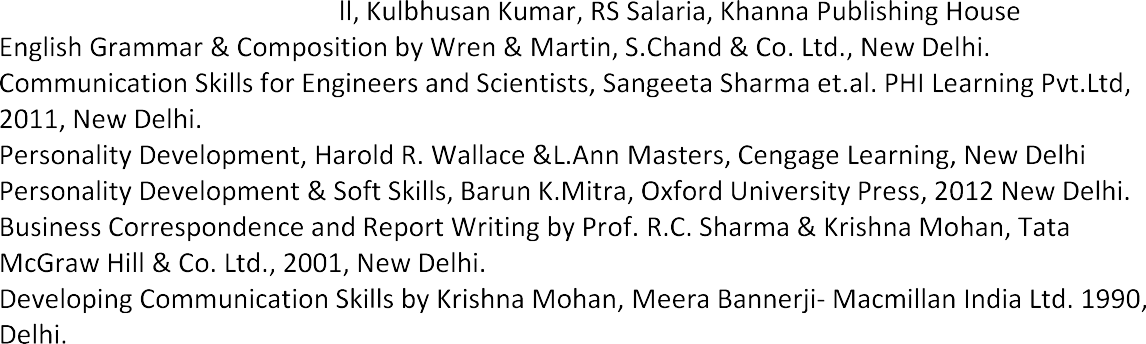 II, Kulbhusan Kumar, RS Salaria, Khanna Publishing House
English Grammar & Composition by Wren & Martin, S.Chand & Co. Ltd., New Delhi.
Communication Skills for Engineers and Scientists, Sangeeta Sharma et.al. PHI Learning Pvt.Ltd,
2011, New Delhi.
Personality Development, Harold R. Wallace &L.Ann Masters, Cengage Learning, New Delhi
Personality Development & Soft Skills, Barun K.Mitra, Oxford University Press, 2012 New Delhi.
Business Correspondence and Report Writing by Prof. R.C. Sharma & Krishna Mohan, Tata
McGraw Hill & Co. Ltd., 2001, New Delhi.
Developing Communication Skills by Krishna Mohan, Meera Bannerji- Macmillan India Ltd. 1990,
Delhi.